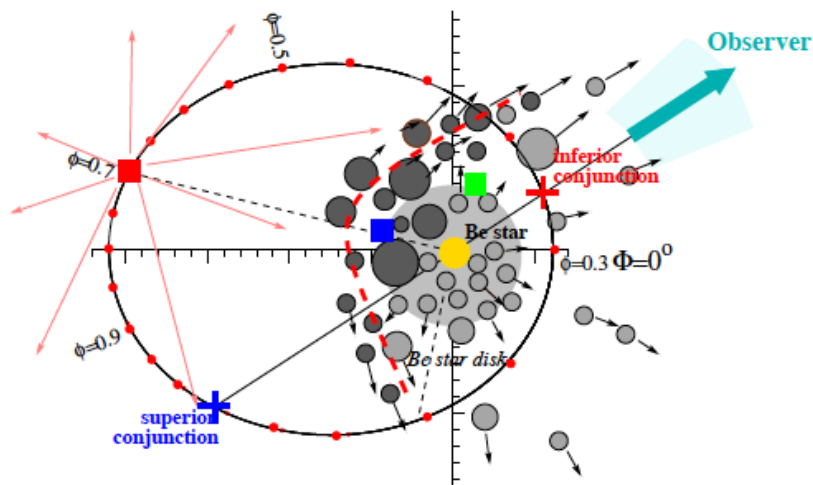 Observer
ϕ=0.5
ϕ=0.7
inferior
conjunction
Be star
ϕ=0.3 Φ=0°
ϕ=0.9
Be star disk
superior
conjunction